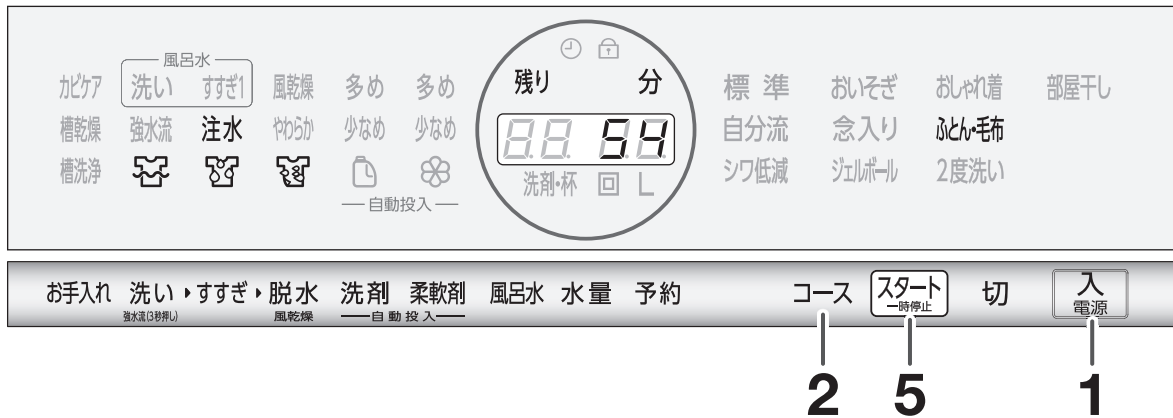 風呂水
残り 分
カビケア 洗い すすぎ1 風乾燥 多め 多め
標準 おいそぎ おしゃれ着 部屋干し
槽乾燥 強水流 注水 やわらか 少なめ 少なめ
88 54
自分流 念入り ふとん・毛布
槽洗浄
洗剤・杯 回 L
シワ低減 ジェルボール 2度洗い
自動投入
お手入れ 洗い すすぎ 脱水 洗剤 柔軟剤 風呂水 水量 予約 コース スタート 切 入
強水流(3秒押し) 風乾燥 自動投入 一時停止 電源
2 5 1